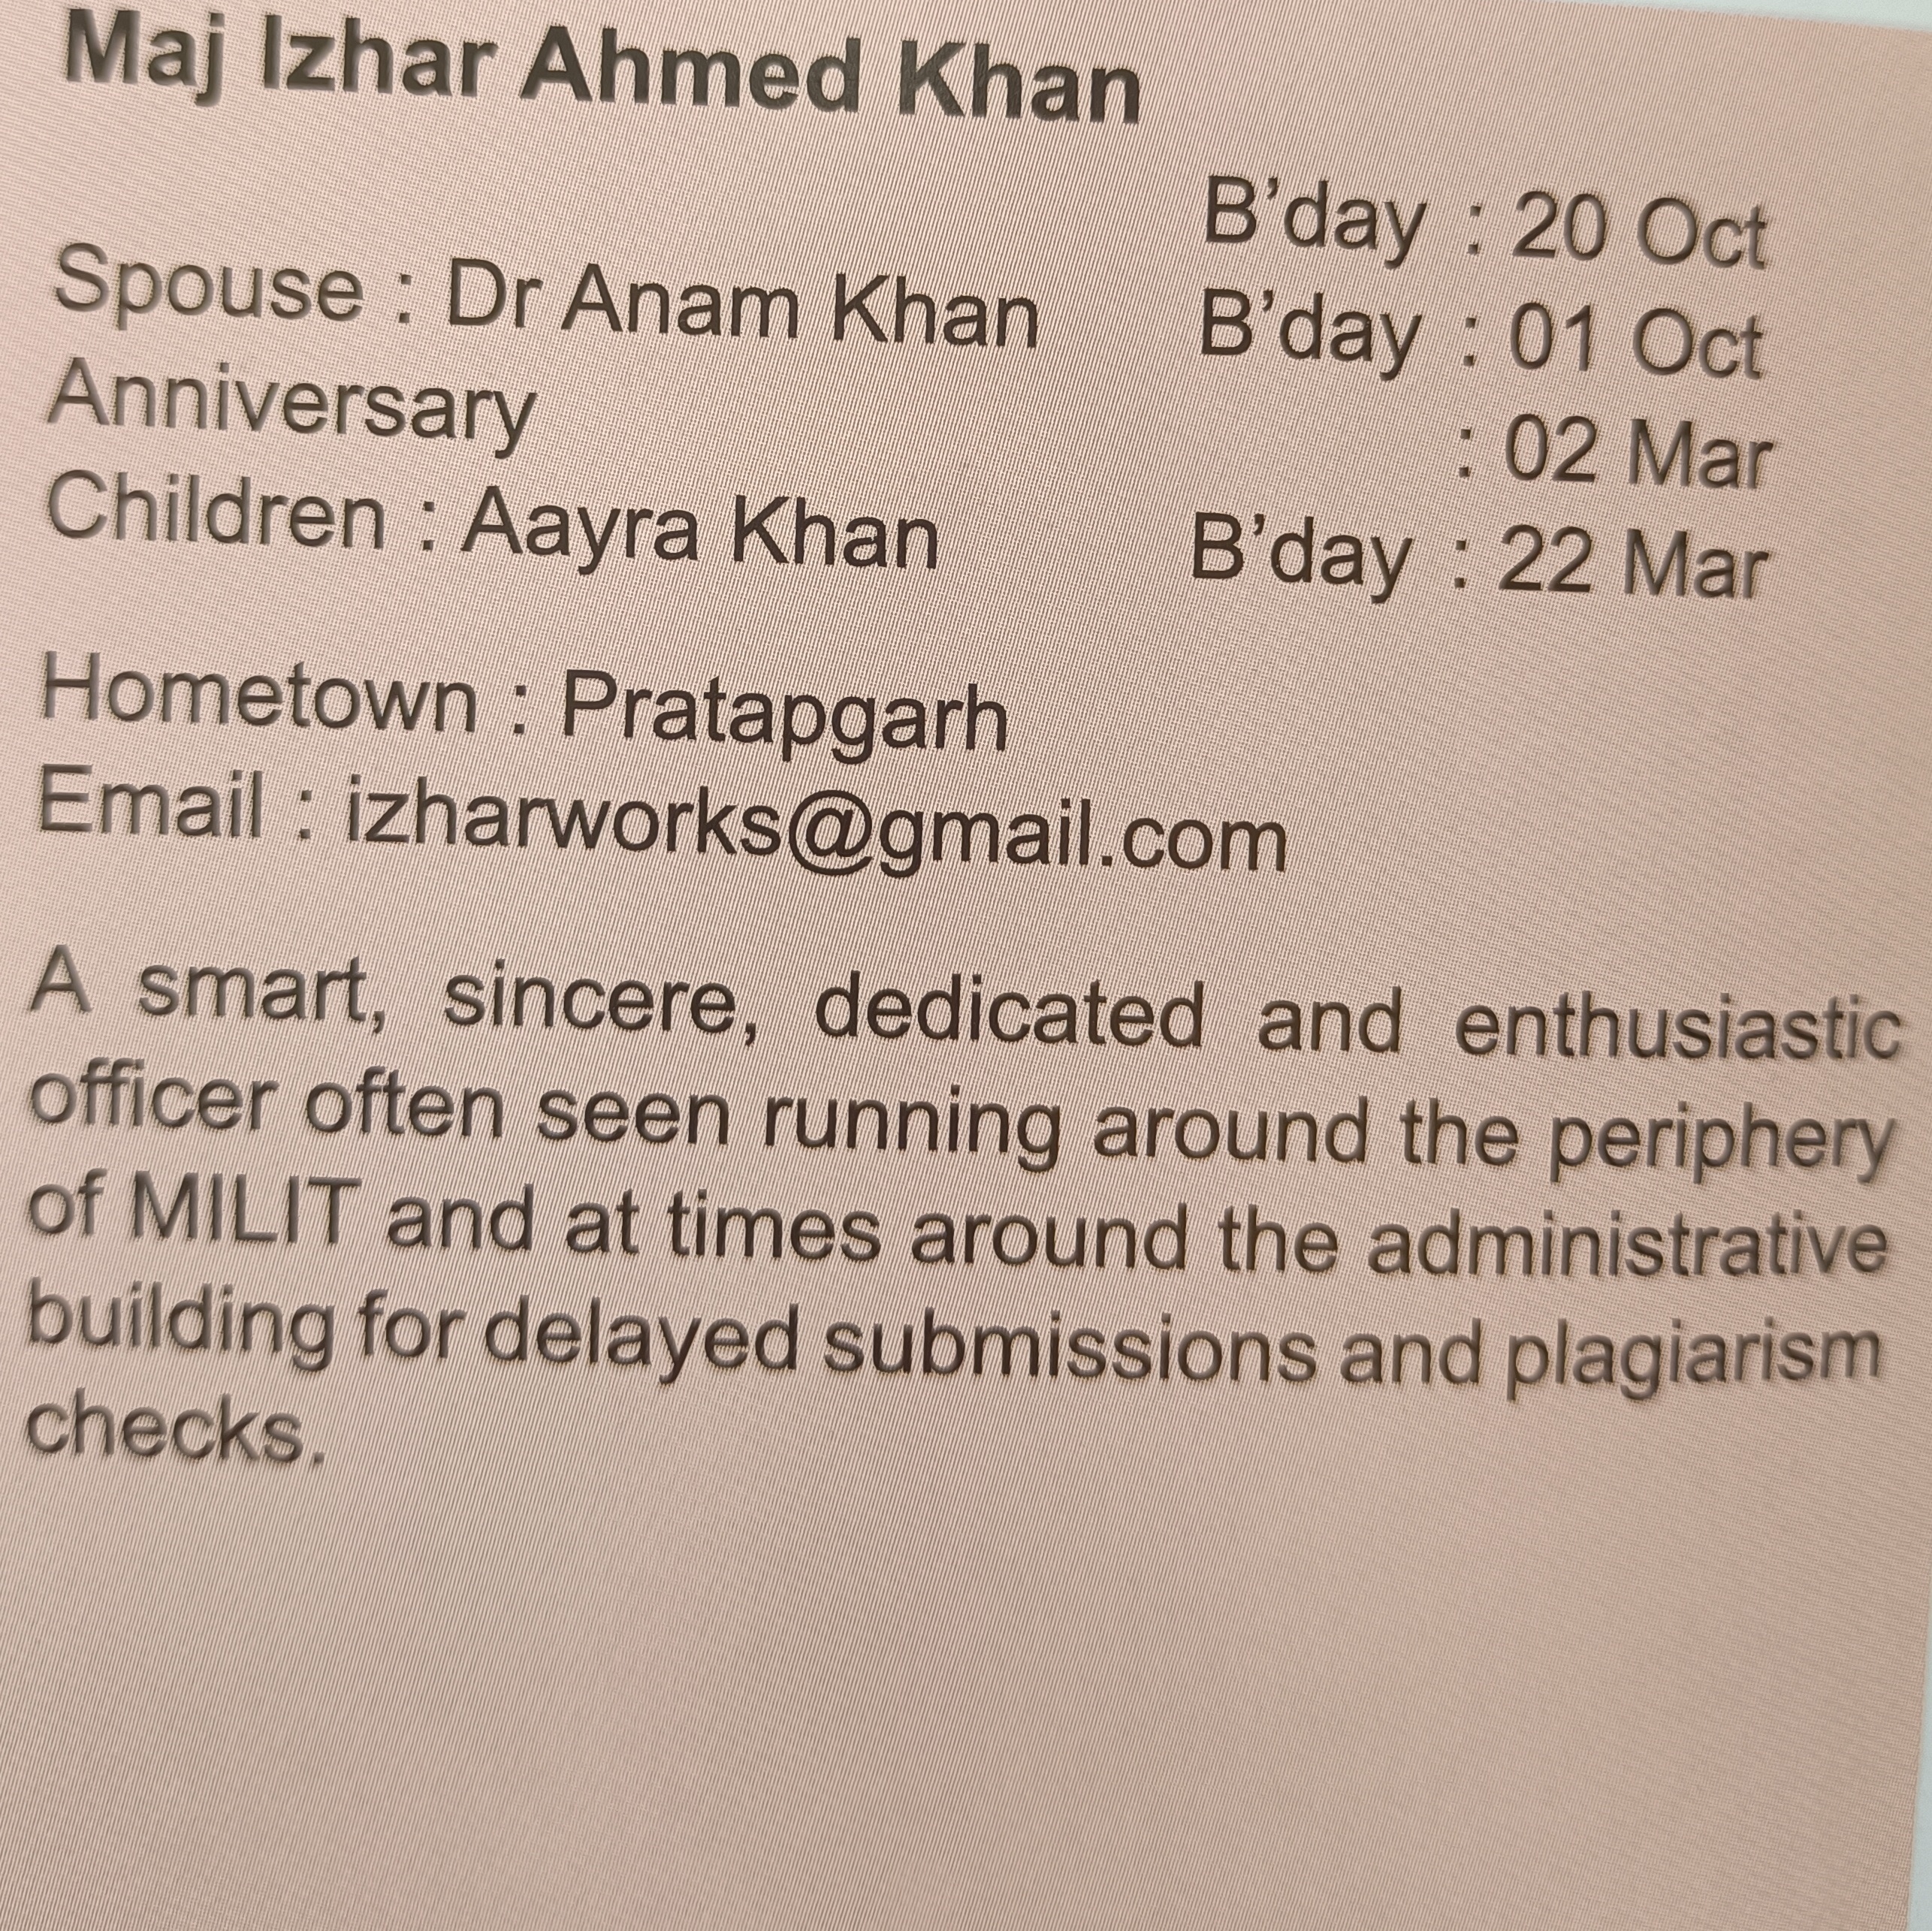 Maj Izhar Ahmed Khan
B’day : 20 Oct
Spouse : Dr Anam Khan B’day : 01 Oct
Anniversary : 02 Mar
Children : Aayra Khan B’day : 22 Mar
Hometown : Pratapgarh
Email : izharworks@gmail.com
A smart, sincere, dedicated and enthusiastic
officer often seen running around the periphery
of MILIT and at times around the administrative
building for delayed submissions and plagiarism
checks.